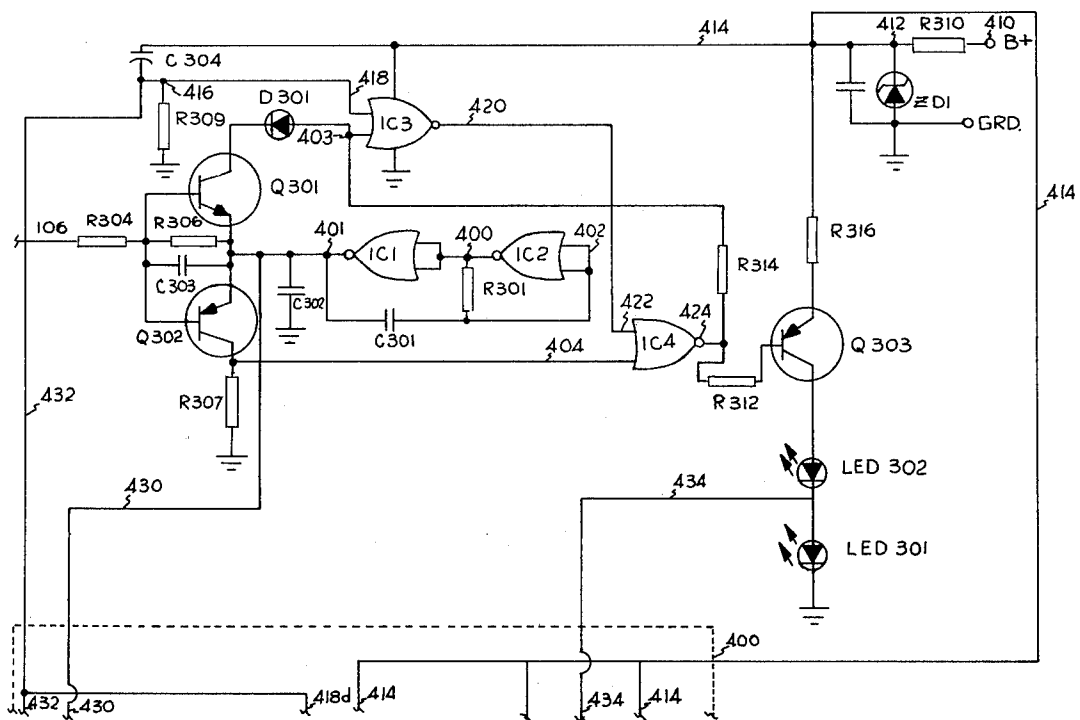 414
412
R310
410
B+
C 304
416
418
D 301
R309
403
IC3
420
ZD1
GRD.
Q301
414
106
R304
R306
C303
401
IC1
400
IC2
402
R314
R316
C302
R301
C301
422
424
IC4
Q303
Q302
404
R312
R307
432
430
434
LED 302
LED 301
400
432
430
418d
414
434
414